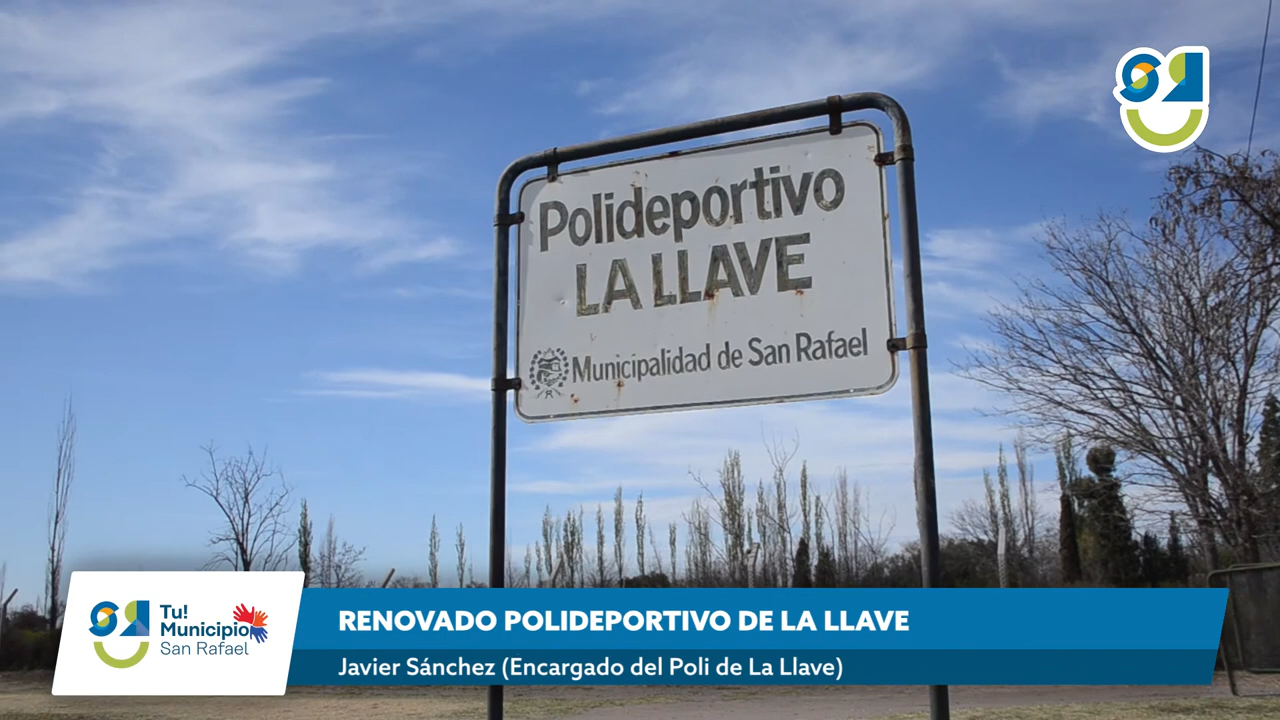 Polideportivo
LA LLAVE
Municipalidad de San Rafael
Tu!
Municipio
San Rafael
RENOVADO POLIDEPORTIVO DE LA LLAVE
Javier Sánchez (Encargado del Poli de La Llave)